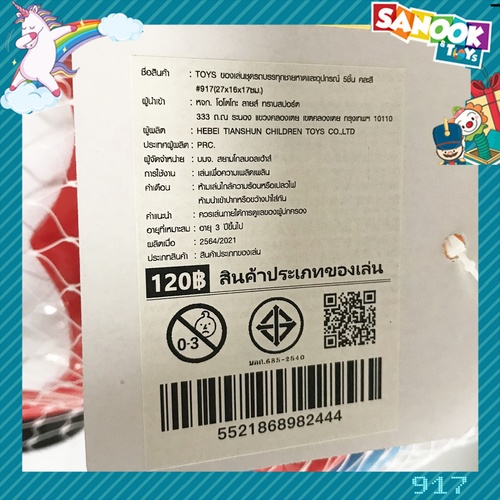 SANOOK
& TOYS
ชื่อสินค้า : TOYS ของเล่นชุดรถบรรทุกชายหาดและอุปกรณ์ 5ชิ้น คละสี
#917(27x16x17ซม.)
ผู้นำเข้า : หจก. โอโตโกะ ลายส์ ทรานสปอร์ต
333 ถ.ณ ระนอง แขวงคลองเตย เขตคลองเตย กรุงเทพฯ 10110
ผู้ผลิต : HEBEI TIANSHUN CHILDREN TOYS CO.,LTD
ประเทศผู้ผลิต : PRC.
ผู้จัดจำหน่าย : บมจ. สยามโกลบอลเฮ้าส์
การใช้งาน : เล่นเพื่อความเพลิดเพลิน
คำเตือน : ห้ามเล่นใกล้ความร้อนหรือเปลวไฟ
ห้ามนำเข้าปากหรือขว้างปาใส่กัน
คำแนะนำ : ควรเล่นภายใต้การดูแลของผู้ปกครอง
อายุที่เหมาะสม : อายุ 3 ปีขึ้นไป
ผลิตเมื่อ : 2564/2021
ประเภทสินค้า : สินค้าประเภทของเล่น
120฿ สินค้าประเภทของเล่น
0-3
มอก.685-2540
5521868982444
917